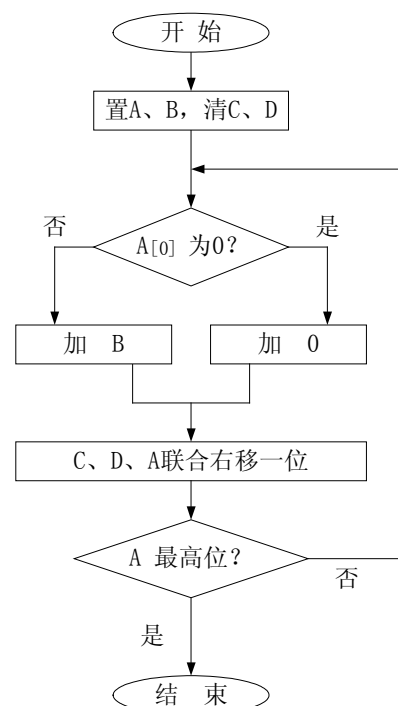 开 始
置A、B，清C、D
否
A[0] 为0？
是
加 B
加 0
C、D、A联合右移一位
A 最高位？
否
是
结 束